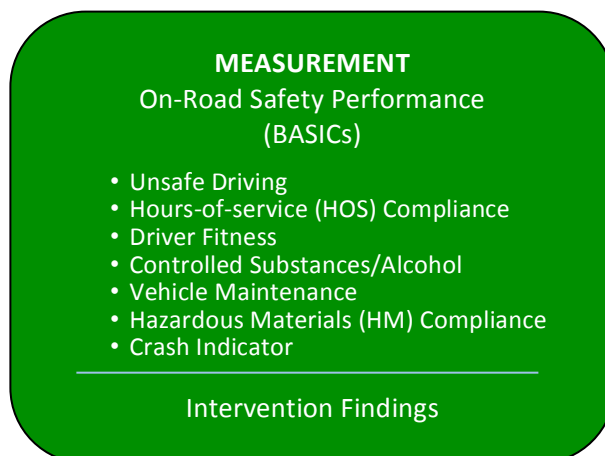 MEASUREMENT
On-Road Safety Performance
(BASICs)
• Unsafe Driving
• Hours-of-service (HOS) Compliance
• Driver Fitness
• Controlled Substances/Alcohol
• Vehicle Maintenance
• Hazardous Materials (HM) Compliance
• Crash Indicator
Intervention Findings